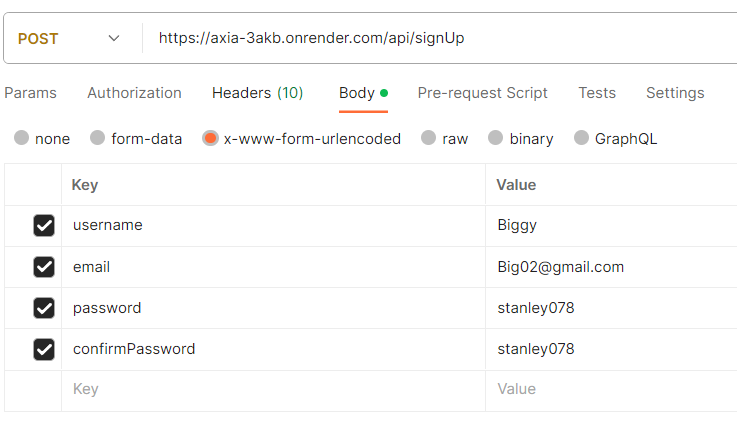 POST https://axia-3akb.onrender.com/api/signUp
Params Authorization Headers (10) Body Pre-request Script Tests Settings
none form-data x-www-form-urlencoded raw binary GraphQL
Key Value
username Biggy
email Big02@gmail.com
password stanley078
confirmPassword stanley078
Key Value